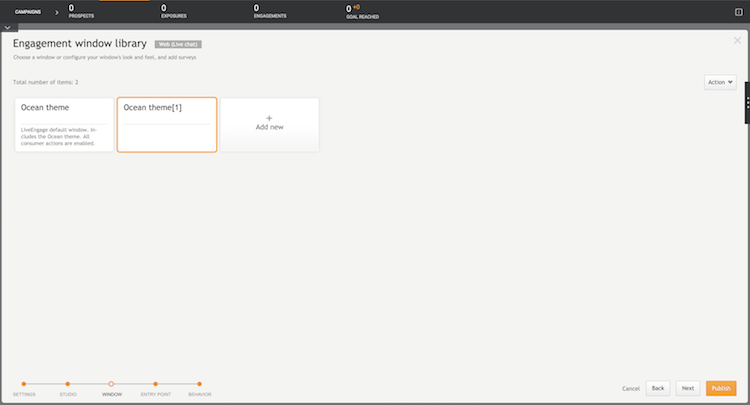 CAMPAIGNS
0
PROSPECTS
0
EXPOSURES
0
ENGAGEMENTS
0 +0
GOAL REACHED
Engagement window library Web (Live chat)
Choose a window or configure your window's look and feel, and add surveys
Total number of items: 2
Action
Ocean theme
LiveEngage default window. In-
cludes the Ocean theme. All
consumer actions are enabled.
Ocean theme[1]
+
Add new
SETTINGS
STUDIO
WINDOW
ENTRY POINT
BEHAVIOR
Cancel
Back
Next
Publish